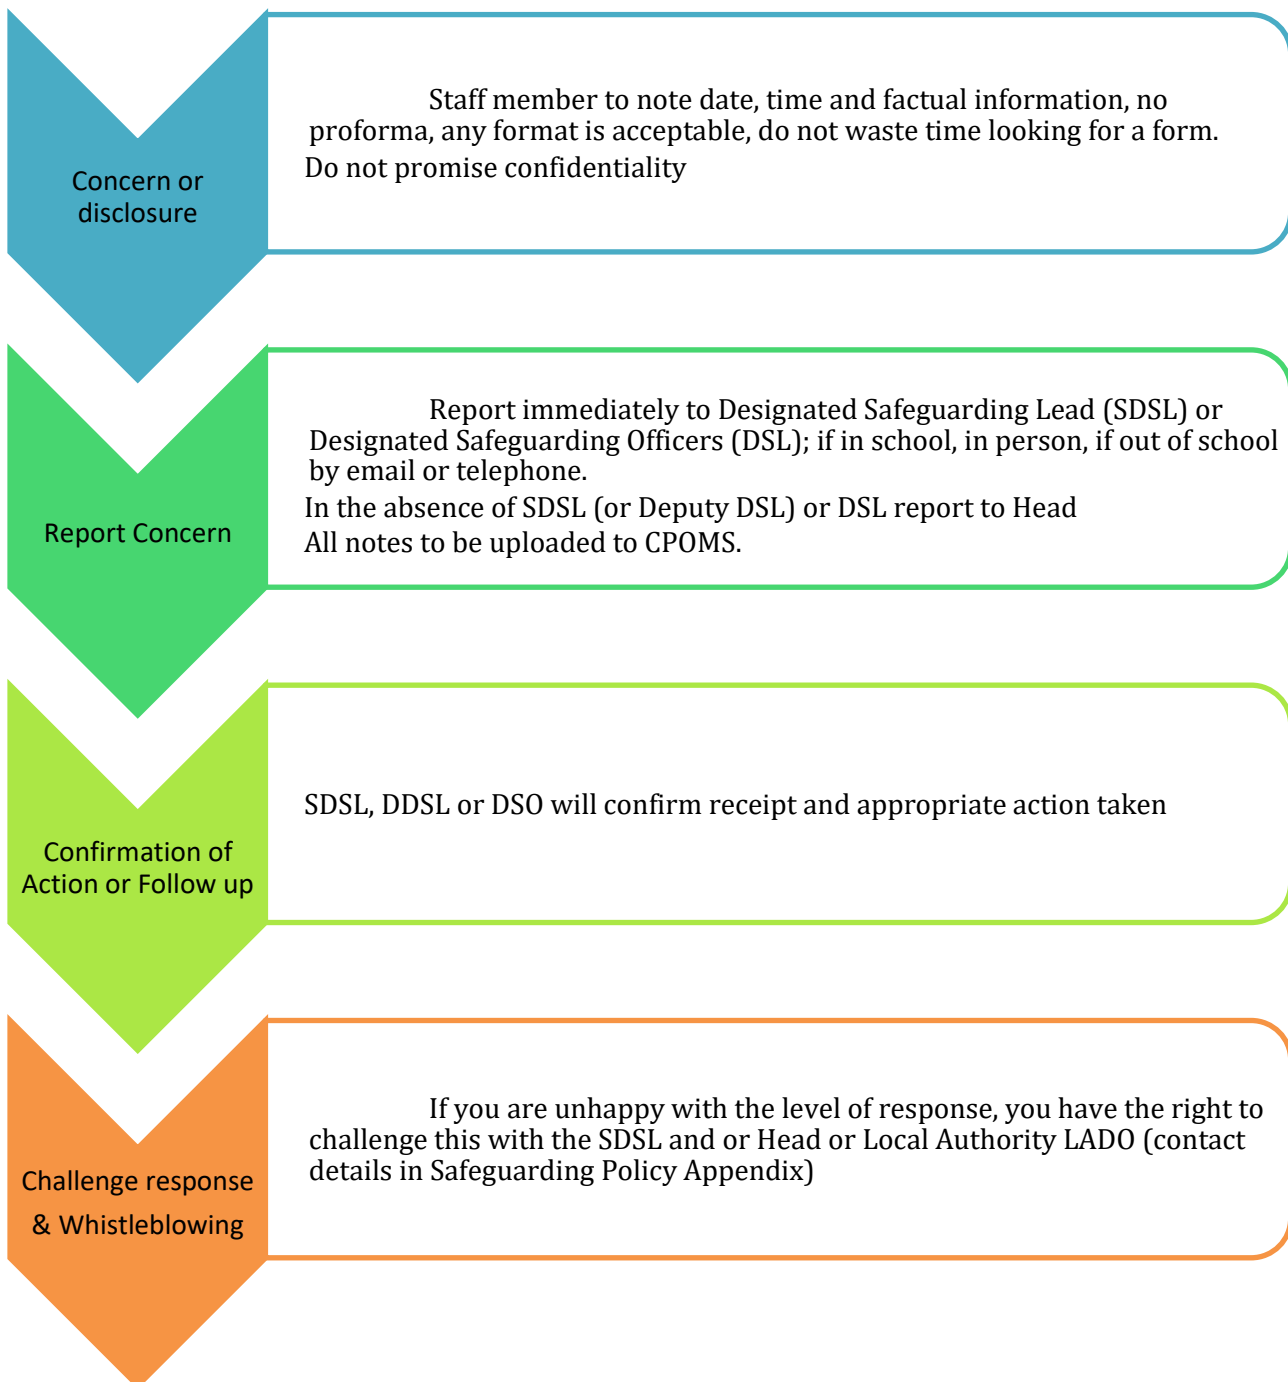 Concern or
disclosure
Staff member to note date, time and factual information, no
proforma, any format is acceptable, do not waste time looking for a form.
Do not promise confidentiality
Report Concern
Report immediately to Designated Safeguarding Lead (SDSL) or
Designated Safeguarding Officers (DSL); if in school, in person, if out of school
by email or telephone.
In the absence of SDSL (or Deputy DSL) or DSL report to Head
All notes to be uploaded to CPOMS.
Confirmation of
Action or Follow up
SDSL, DDSL or DSO will confirm receipt and appropriate action taken
Challenge response
& Whistleblowing
If you are unhappy with the level of response, you have the right to
challenge this with the SDSL and or Head or Local Authority LADO (contact
details in Safeguarding Policy Appendix)